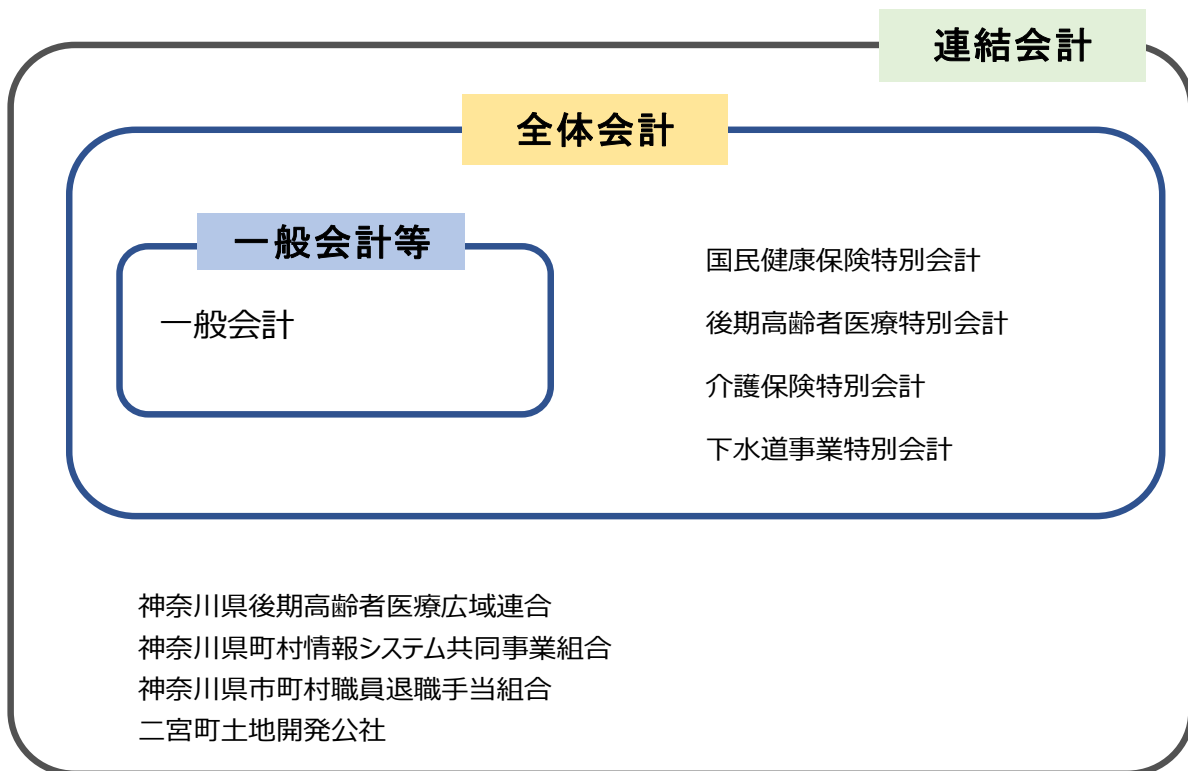 連結会計
全体会計
一般会計等
一般会計
国民健康保険特別会計
後期高齢者医療特別会計
介護保険特別会計
下水道事業特別会計
神奈川県後期高齢者医療広域連合
神奈川県町村情報システム共同事業組合
神奈川県市町村職員退職手当組合
二宮町土地開発公社